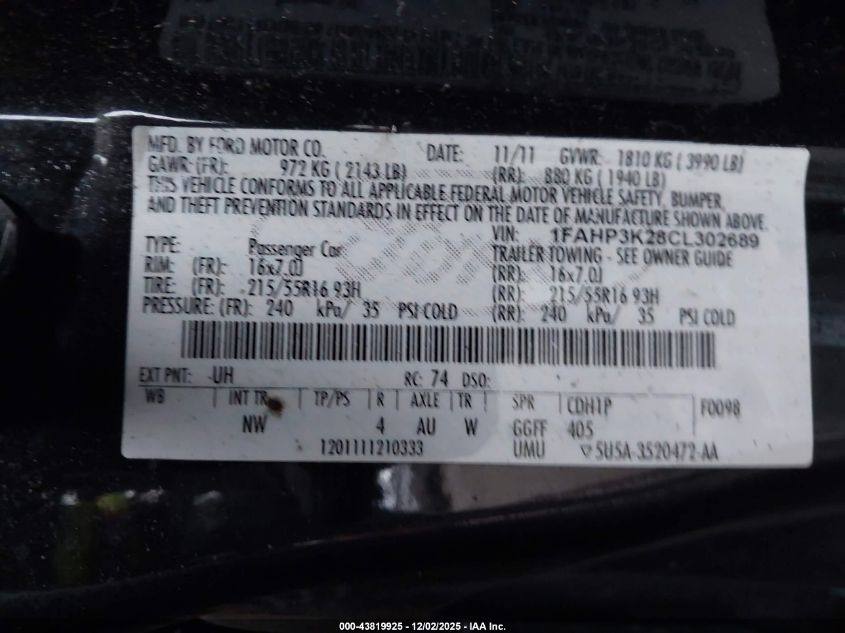 MFD. BY FORD MOTOR CO. DATE: 11/11 GVWR: 1810 KG ( 3990 LB)
GAWR: (FR): 972 KG ( 2143 LB) (RR): 880 KG ( 1940 LB)
THIS VEHICLE CONFORMS TO ALL APPLICABLE FEDERAL MOTOR VEHICLE SAFETY, BUMPER,
AND THEFT PREVENTION STANDARDS IN EFFECT ON THE DATE OF MANUFACTURE SHOWN ABOVE.
VIN: 1FAHP3K28CL302689
TYPE: Passenger Car TRAILER TOWING - SEE OWNER GUIDE
RIM: (FR): 16x7.0J (RR): 16x7.0J
TIRE: (FR): 215/55R16 93H (RR): 215/55R16 93H
PRESSURE: (FR): 240 kPa/ 35 PSI COLD (RR): 240 kPa/ 35 PSI COLD
EXT PNT: UH RC: 74 DSO:
WB INT TR TP/PS R AXLE TR SPR CDH1P F0098
NW 4 AU W GGFF 405
1201111210333 UMU ▽5U5A-3520472-AA
000-43819925 - 12/02/2025 - IAA Inc.